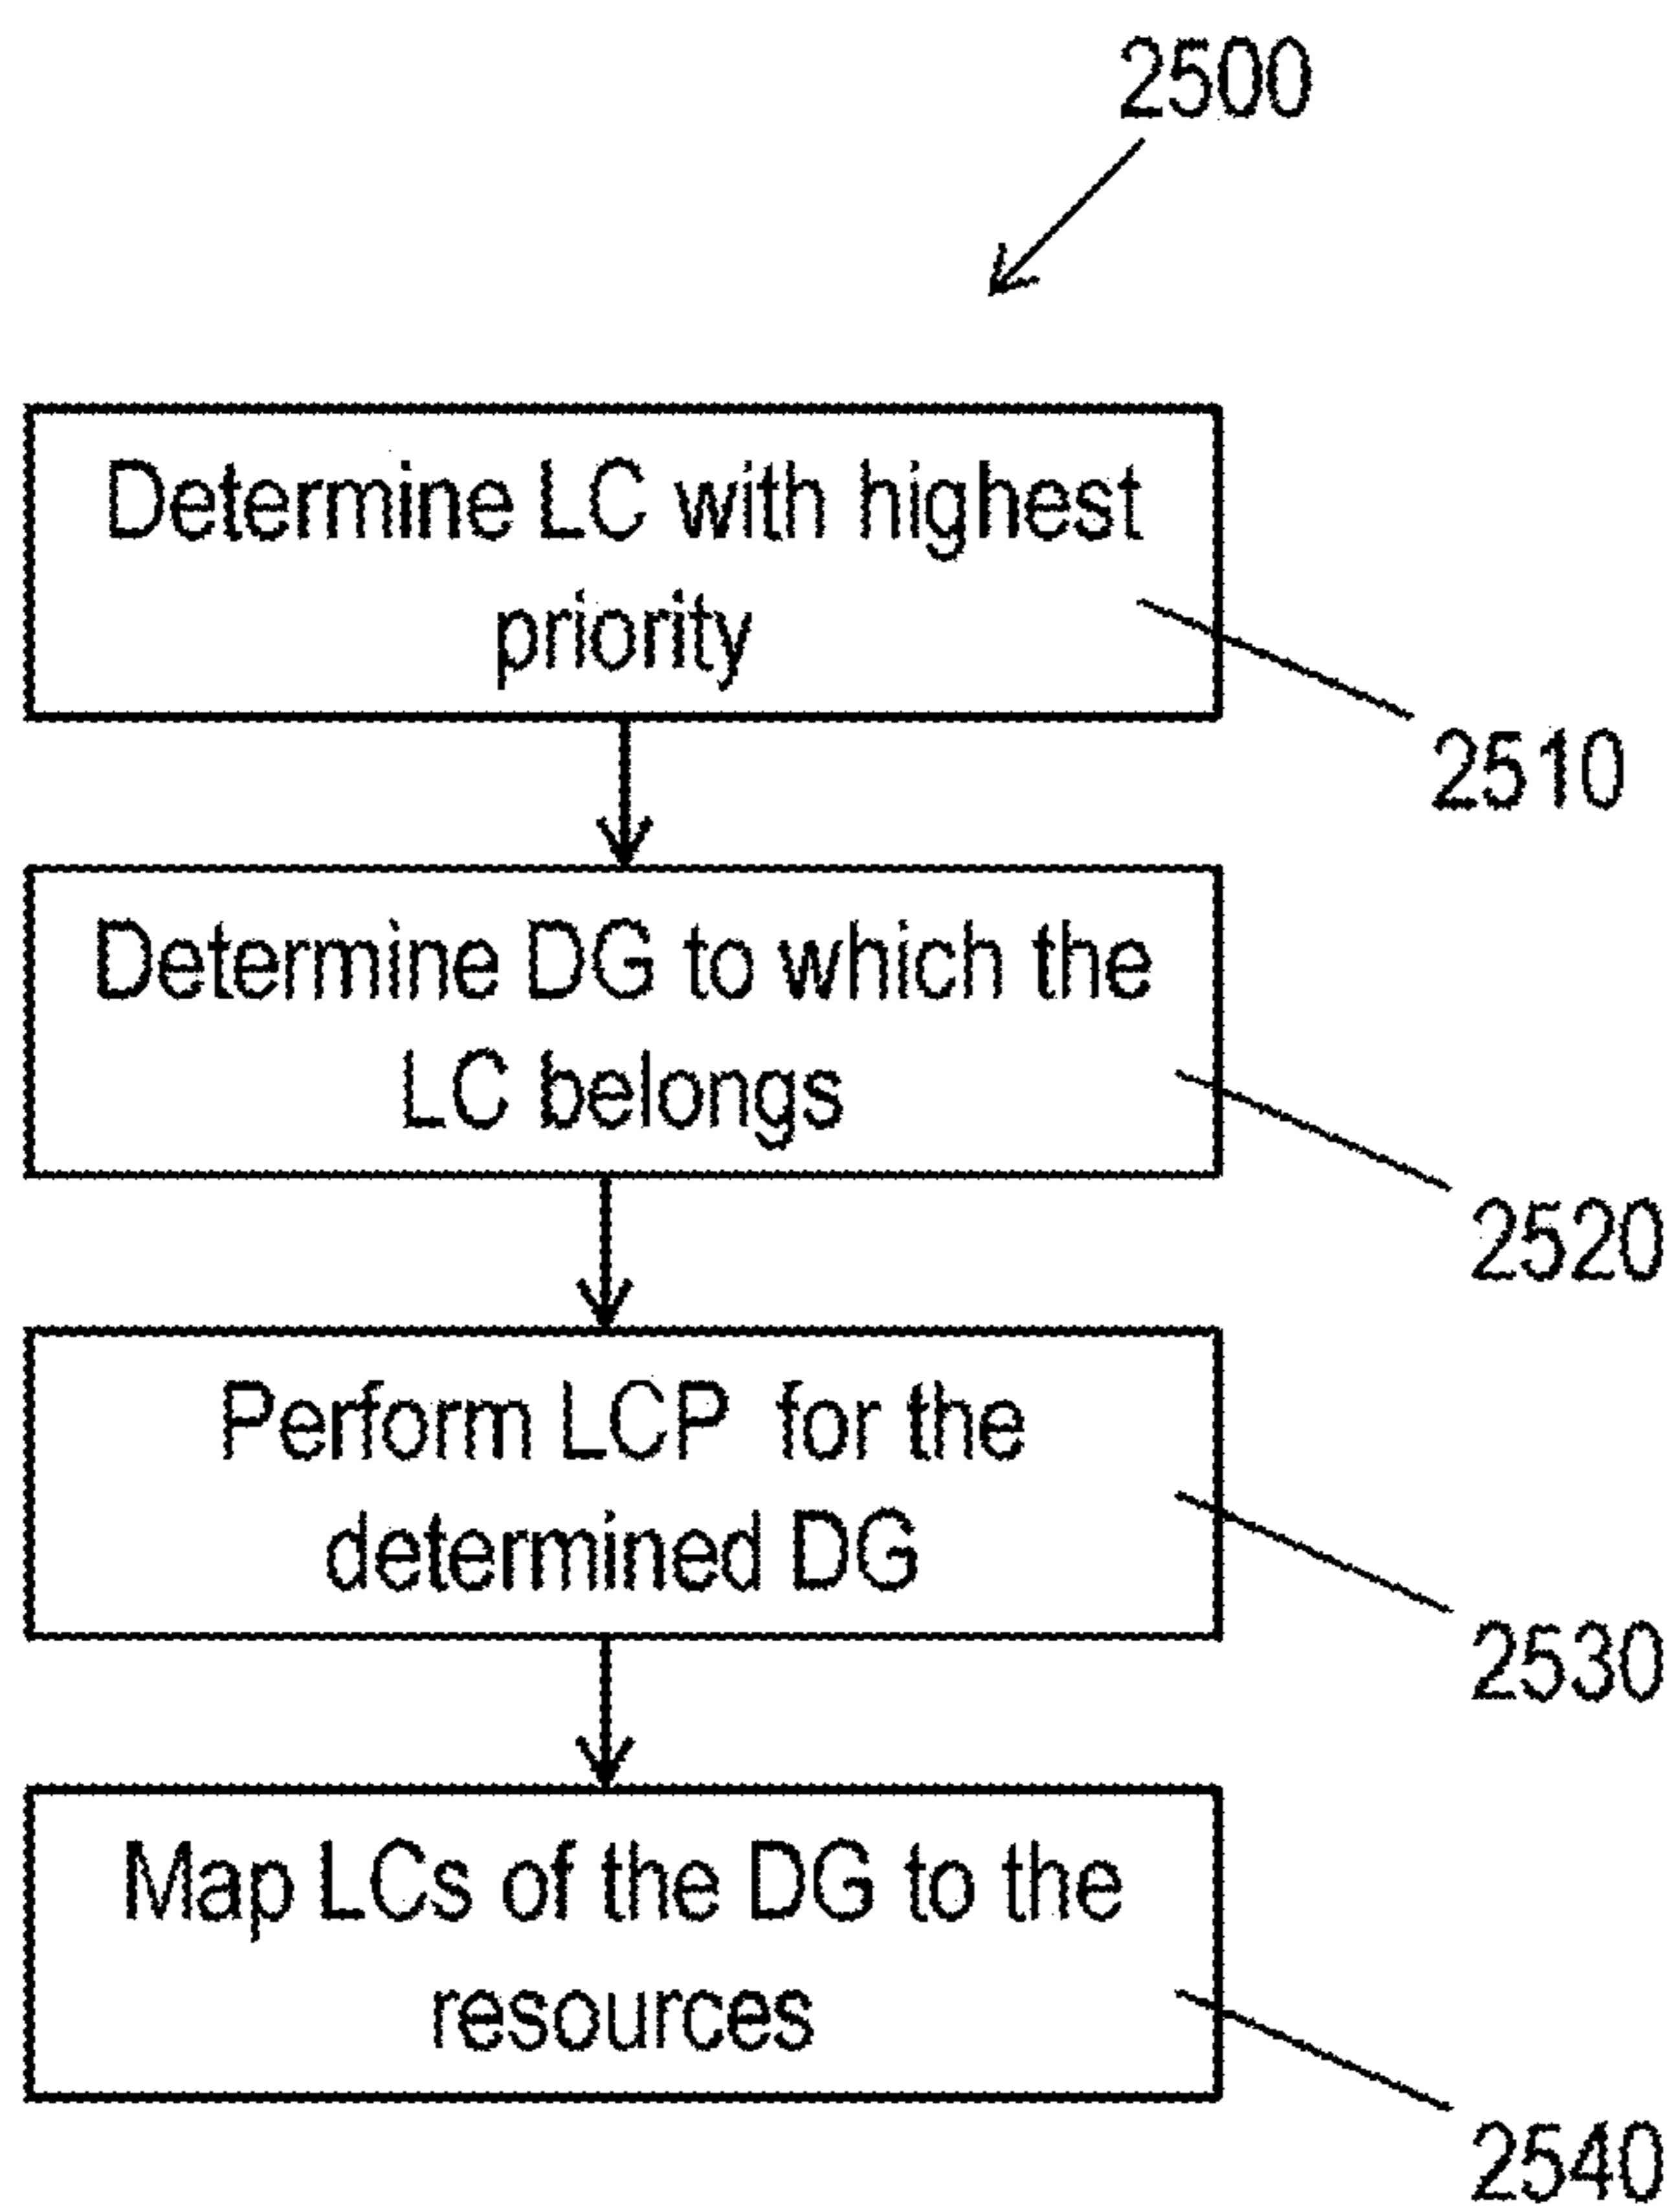 2500
Determine LC with highest
priority
2510
Determine DG to which the
LC belongs
2520
Perform LCP for the
determined DG
2530
Map LCs of the DG to the
resources
2540